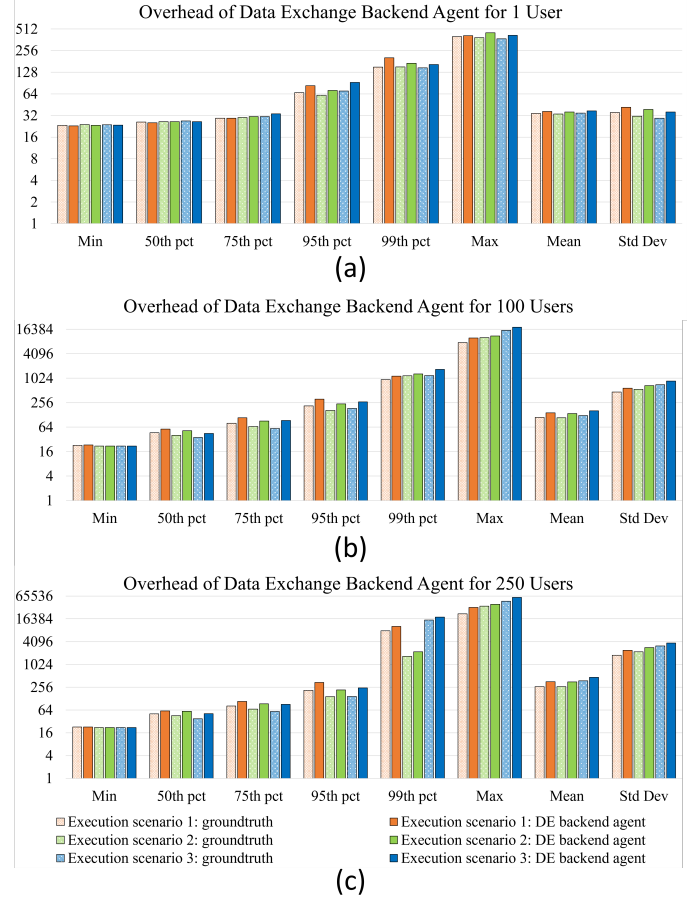 Overhead of Data Exchange Backend Agent for 1 User
512
256
128
64
32
16
8
4
2
1
Min 50th pct 75th pct 95th pct 99th pct Max Mean Std Dev
(a)
Overhead of Data Exchange Backend Agent for 100 Users
16384
4096
1024
256
64
16
4
1
Min 50th pct 75th pct 95th pct 99th pct Max Mean Std Dev
(b)
Overhead of Data Exchange Backend Agent for 250 Users
65536
16384
4096
1024
256
64
16
4
1
Min 50th pct 75th pct 95th pct 99th pct Max Mean Std Dev
Execution scenario 1: groundtruth Execution scenario 1: DE backend agent
Execution scenario 2: groundtruth Execution scenario 2: DE backend agent
Execution scenario 3: groundtruth Execution scenario 3: DE backend agent
(c)